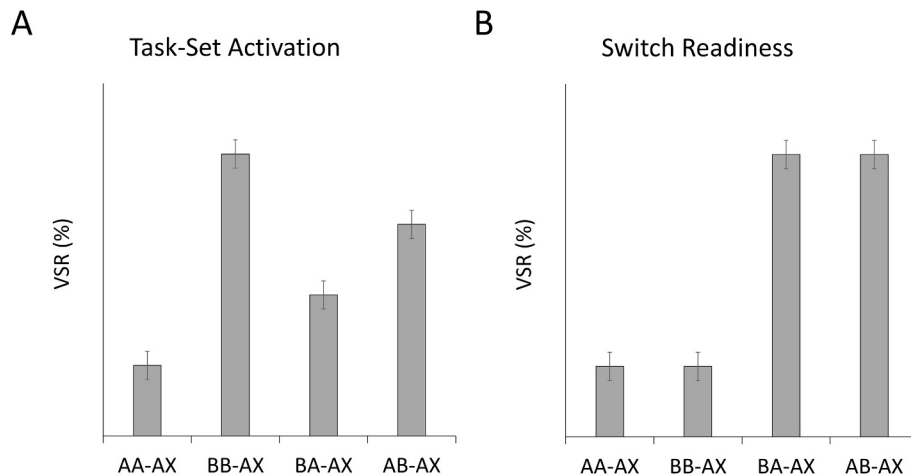 A
Task-Set Activation
VSR (%)
AA-AX BB-AX BA-AX AB-AX
B
Switch Readiness
VSR (%)
AA-AX BB-AX BA-AX AB-AX